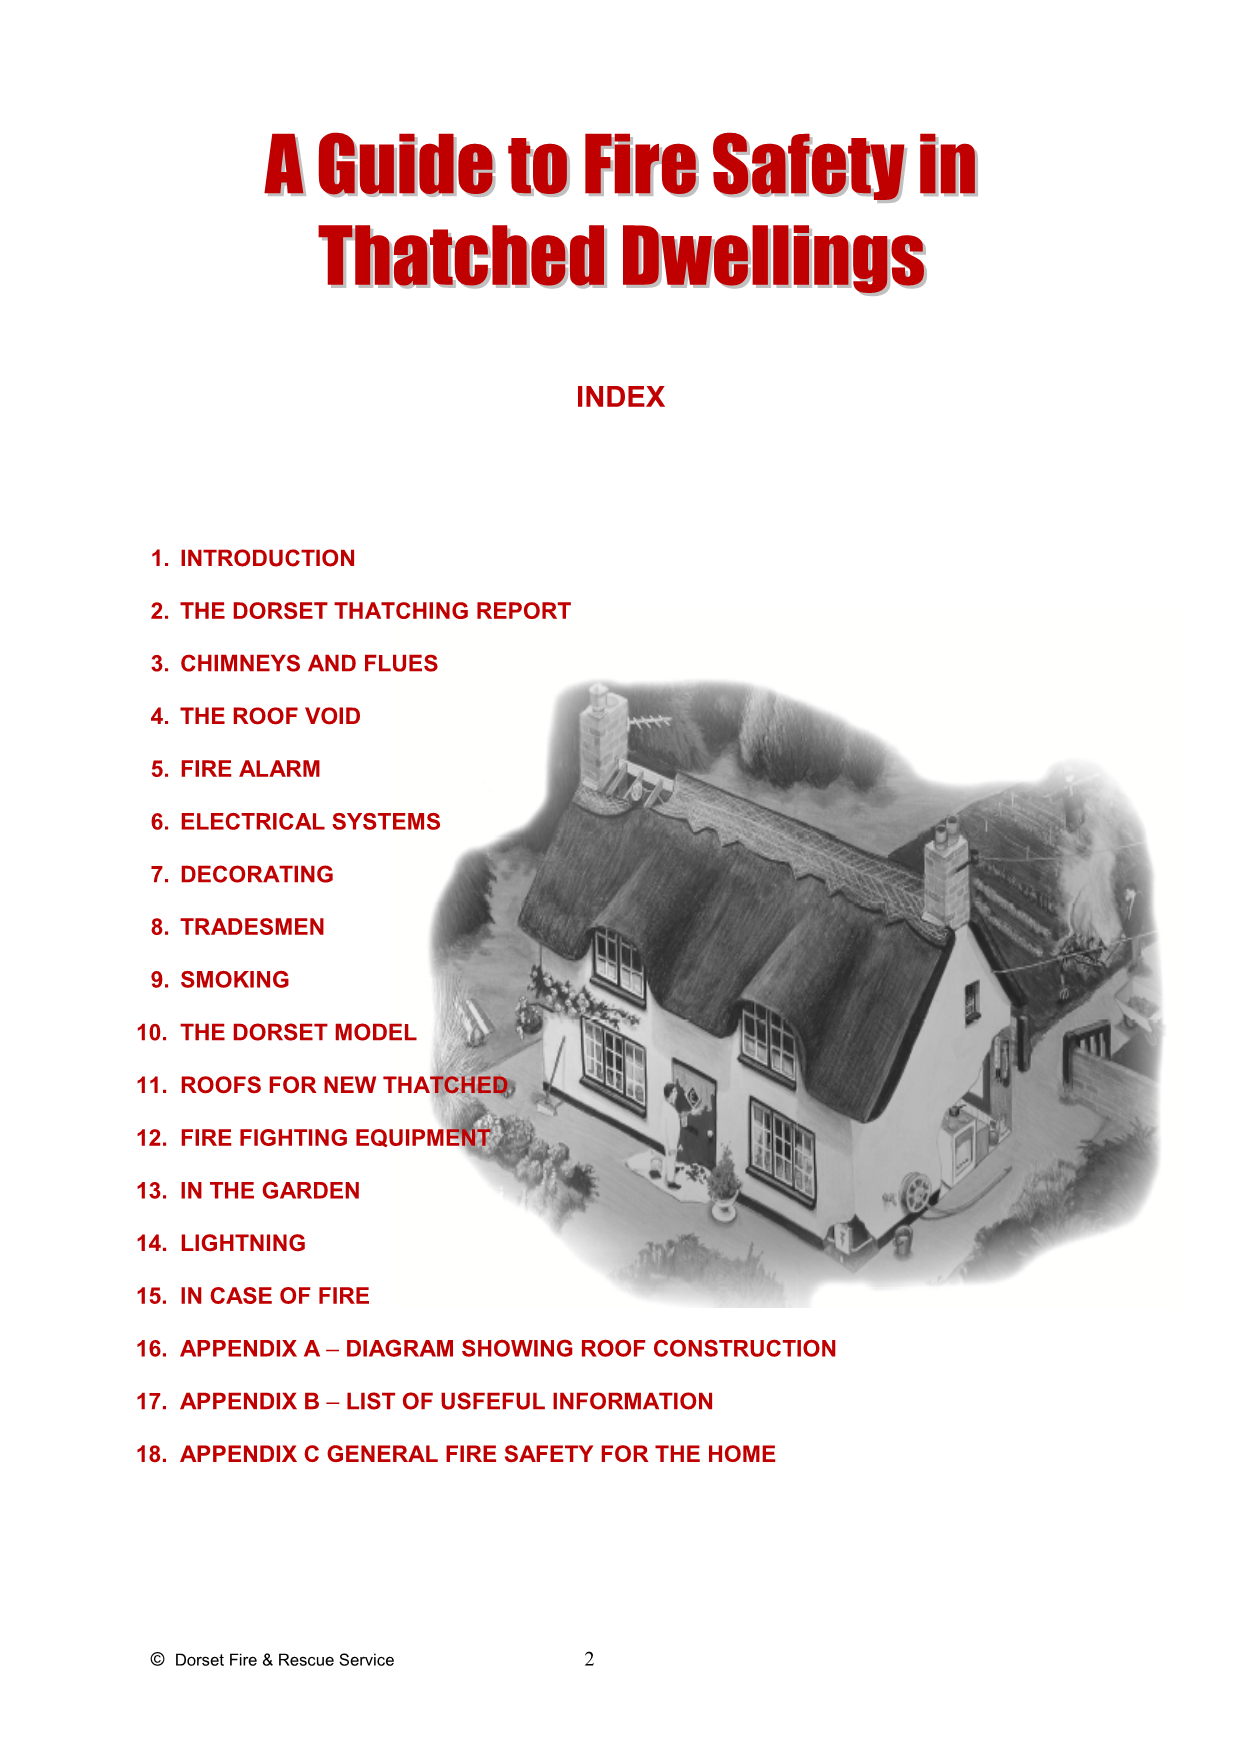 A Guide to Fire Safety in
Thatched Dwellings
INDEX
1. INTRODUCTION
2. THE DORSET THATCHING REPORT
3. CHIMNEYS AND FLUES
4. THE ROOF VOID
5. FIRE ALARM
6. ELECTRICAL SYSTEMS
7. DECORATING
8. TRADESMEN
9. SMOKING
10. THE DORSET MODEL
11. ROOFS FOR NEW THATCHED
12. FIRE FIGHTING EQUIPMENT
13. IN THE GARDEN
14. LIGHTNING
15. IN CASE OF FIRE
16. APPENDIX A – DIAGRAM SHOWING ROOF CONSTRUCTION
17. APPENDIX B – LIST OF USFEFUL INFORMATION
18. APPENDIX C GENERAL FIRE SAFETY FOR THE HOME
© Dorset Fire & Rescue Service 2